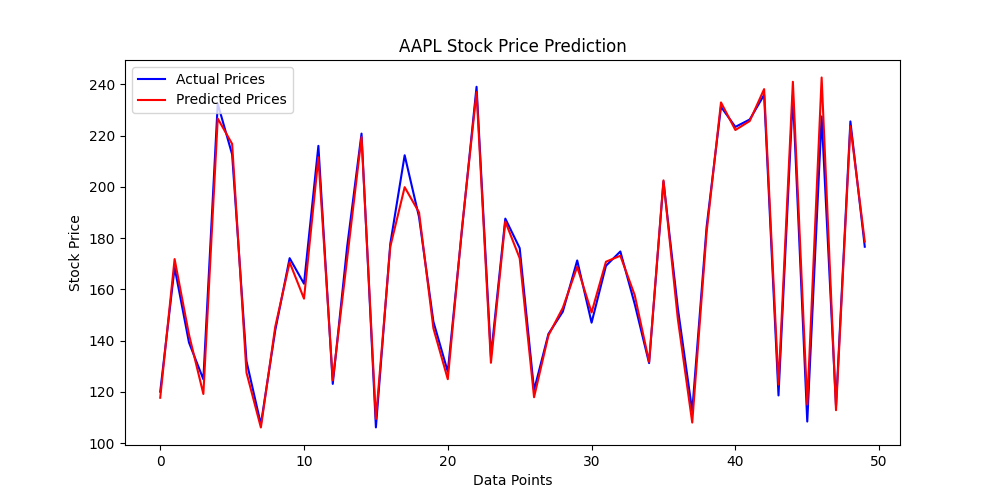 AAPL Stock Price Prediction
Actual Prices
Predicted Prices
Stock Price
240
220
200
180
160
140
120
100
0 10 20 30 40 50
Data Points